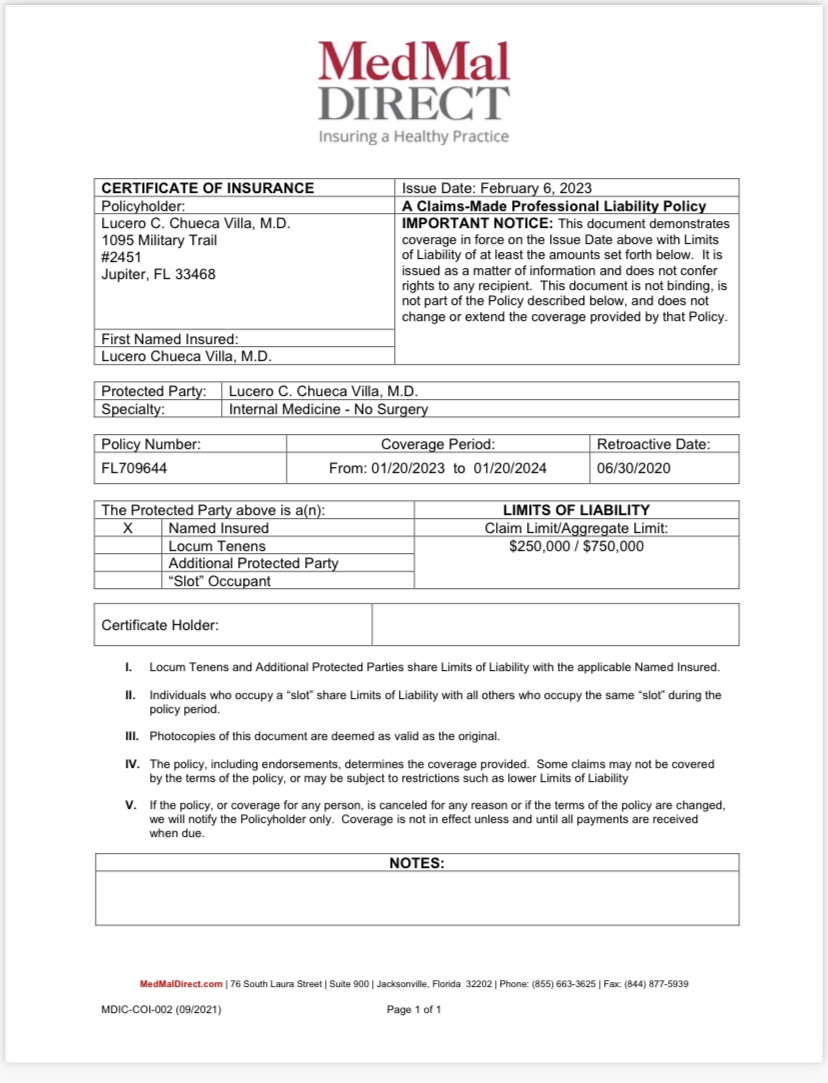 MedMal
DIRECT
Insuring a Healthy Practice
CERTIFICATE OF INSURANCE
Issue Date: February 6, 2023
Policyholder:
A Claims-Made Professional Liability Policy
Lucero C. Chueca Villa, M.D.
1095 Military Trail
#2451
Jupiter, FL 33468
IMPORTANT NOTICE: This document demonstrates
coverage in force on the Issue Date above with Limits
of Liability of at least the amounts set forth below. It is
issued as a matter of information and does not confer
rights to any recipient. This document is not binding, is
not part of the Policy described below, and does not
change or extend the coverage provided by that Policy.
First Named Insured:
Lucero Chueca Villa, M.D.
Protected Party: Lucero C. Chueca Villa, M.D.
Specialty: Internal Medicine - No Surgery
Policy Number: Coverage Period: Retroactive Date:
FL709644 From: 01/20/2023 to 01/20/2024 06/30/2020
The Protected Party above is a(n): LIMITS OF LIABILITY
X Named Insured Claim Limit/Aggregate Limit:
Locum Tenens $250,000 / $750,000
Additional Protected Party
“Slot” Occupant
Certificate Holder:
I. Locum Tenens and Additional Protected Parties share Limits of Liability with the applicable Named Insured.
II. Individuals who occupy a “slot” share Limits of Liability with all others who occupy the same “slot” during the
policy period.
III. Photocopies of this document are deemed as valid as the original.
IV. The policy, including endorsements, determines the coverage provided. Some claims may not be covered
by the terms of the policy, or may be subject to restrictions such as lower Limits of Liability
V. If the policy, or coverage for any person, is canceled for any reason or if the terms of the policy are changed,
we will notify the Policyholder only. Coverage is not in effect unless and until all payments are received
when due.
NOTES:
MedMalDirect.com | 76 South Laura Street | Suite 900 | Jacksonville, Florida 32202 | Phone: (855) 663-3625 | Fax: (844) 877-5939
MDIC-COI-002 (09/2021) Page 1 of 1